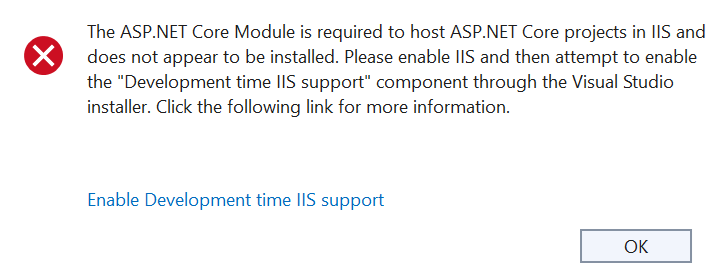 The ASP.NET Core Module is required to host ASP.NET Core projects in IIS and
does not appear to be installed. Please enable IIS and then attempt to enable
the "Development time IIS support" component through the Visual Studio
installer. Click the following link for more information.
Enable Development time IIS support
OK